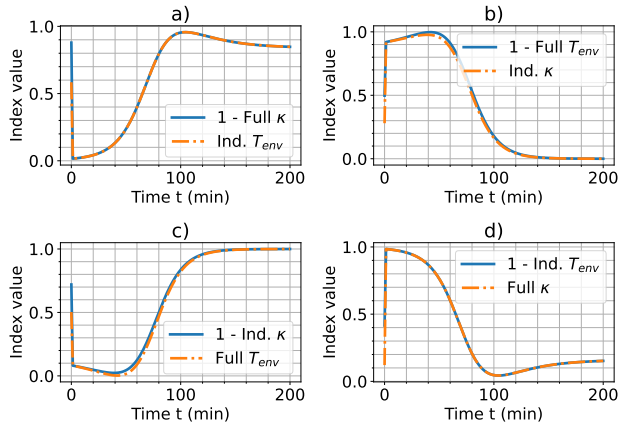 a)
Index value
1.0
0.5
0.0
1 - Full κ
Ind. T_env
0
100
200
Time t (min)
b)
Index value
1.0
0.5
0.0
1 - Full T_env
Ind. κ
0
100
200
Time t (min)
c)
Index value
1.0
0.5
0.0
1 - Ind. κ
Full T_env
0
100
200
Time t (min)
d)
Index value
1.0
0.5
0.0
1 - Ind. T_env
Full κ
0
100
200
Time t (min)